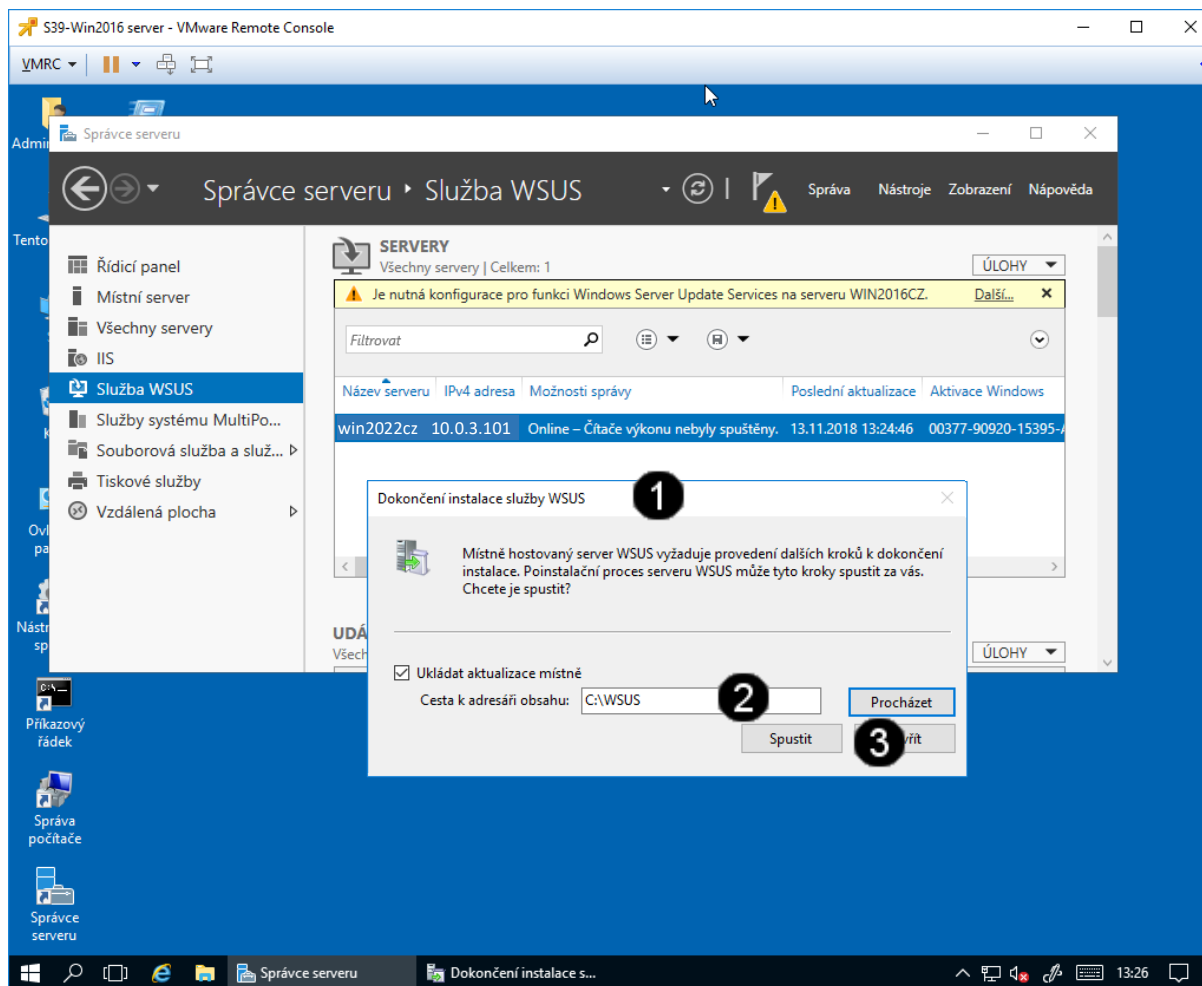 S39-Win2016 server - VMware Remote Console
VMRC
Správce serveru
Správce serveru Služba WSUS
Správa Nástroje Zobrazení Nápověda
Řídicí panel
Místní server
Všechny servery
IIS
Služba WSUS
Služby systému MultiPo...
Souborová služba a služ...
Tiskové služby
Vzdálená plocha
SERVERY
Všechny servery | Celkem: 1
ÚLOHY
Je nutná konfigurace pro funkci Windows Server Update Services na serveru WIN2016CZ. Další...
Filtrovat
Název serveru IPv4 adresa Možnosti správy Poslední aktualizace Aktivace Windows
win2022cz 10.0.3.101 Online – Čítače výkonu nebyly spuštěny. 13.11.2018 13:24:46 00377-90920-15395-
ÚLOHY
Dokončení instalace služby WSUS
1
Místně hostovaný server WSUS vyžaduje provedení dalších kroků k dokončení
instalace. Poinstalační proces serveru WSUS může tyto kroky spustit za vás.
Chcete je spustit?
Ukládat aktualizace místně
Cesta k adresáři obsahu: C:\WSUS
2
Procházet
Spustit
3
Příkazový
řádek
Správa
počítače
Správce
serveru
Správce serveru
Dokončení instalace s...
13:26